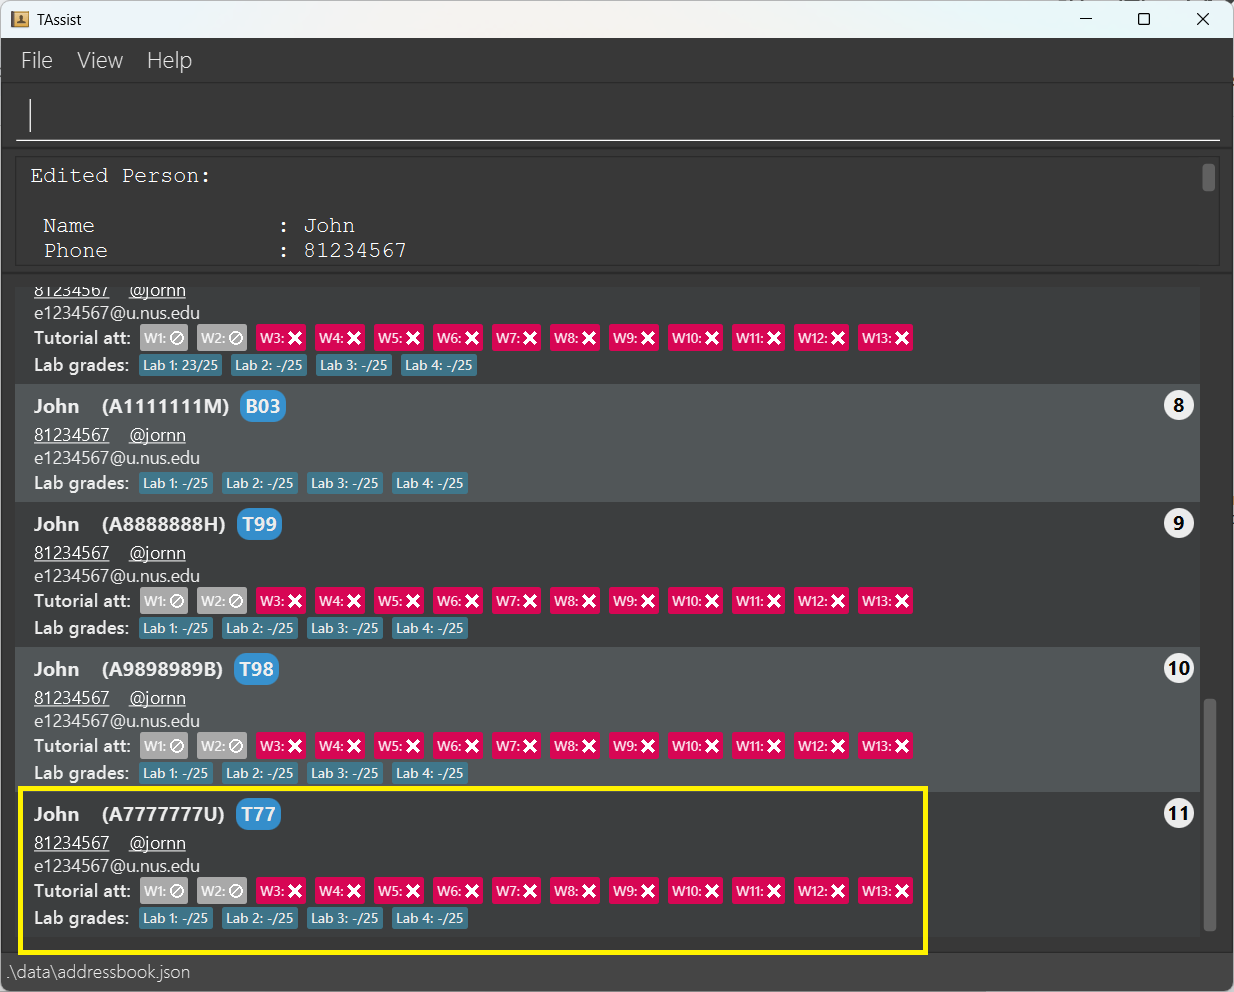 TAssist
File View Help
Edited Person:
Name : John
Phone : 81234567
81234567 @jornn
e1234567@u.nus.edu
Tutorial att: W1: W2: W3: W4: W5: W6: W7: W8: W9: W10: W11: W12: W13:
Lab grades: Lab 1: 23/25 Lab 2: -/25 Lab 3: -/25 Lab 4: -/25
John (A1111111M) B03 8
81234567 @jornn
e1234567@u.nus.edu
Lab grades: Lab 1: -/25 Lab 2: -/25 Lab 3: -/25 Lab 4: -/25
John (A8888888H) T99 9
81234567 @jornn
e1234567@u.nus.edu
Tutorial att: W1: W2: W3: W4: W5: W6: W7: W8: W9: W10: W11: W12: W13:
Lab grades: Lab 1: -/25 Lab 2: -/25 Lab 3: -/25 Lab 4: -/25
John (A9898989B) T98 10
81234567 @jornn
e1234567@u.nus.edu
Tutorial att: W1: W2: W3: W4: W5: W6: W7: W8: W9: W10: W11: W12: W13:
Lab grades: Lab 1: -/25 Lab 2: -/25 Lab 3: -/25 Lab 4: -/25
John (A7777777U) T77 11
81234567 @jornn
e1234567@u.nus.edu
Tutorial att: W1: W2: W3: W4: W5: W6: W7: W8: W9: W10: W11: W12: W13:
Lab grades: Lab 1: -/25 Lab 2: -/25 Lab 3: -/25 Lab 4: -/25
.\data\addressbook.json